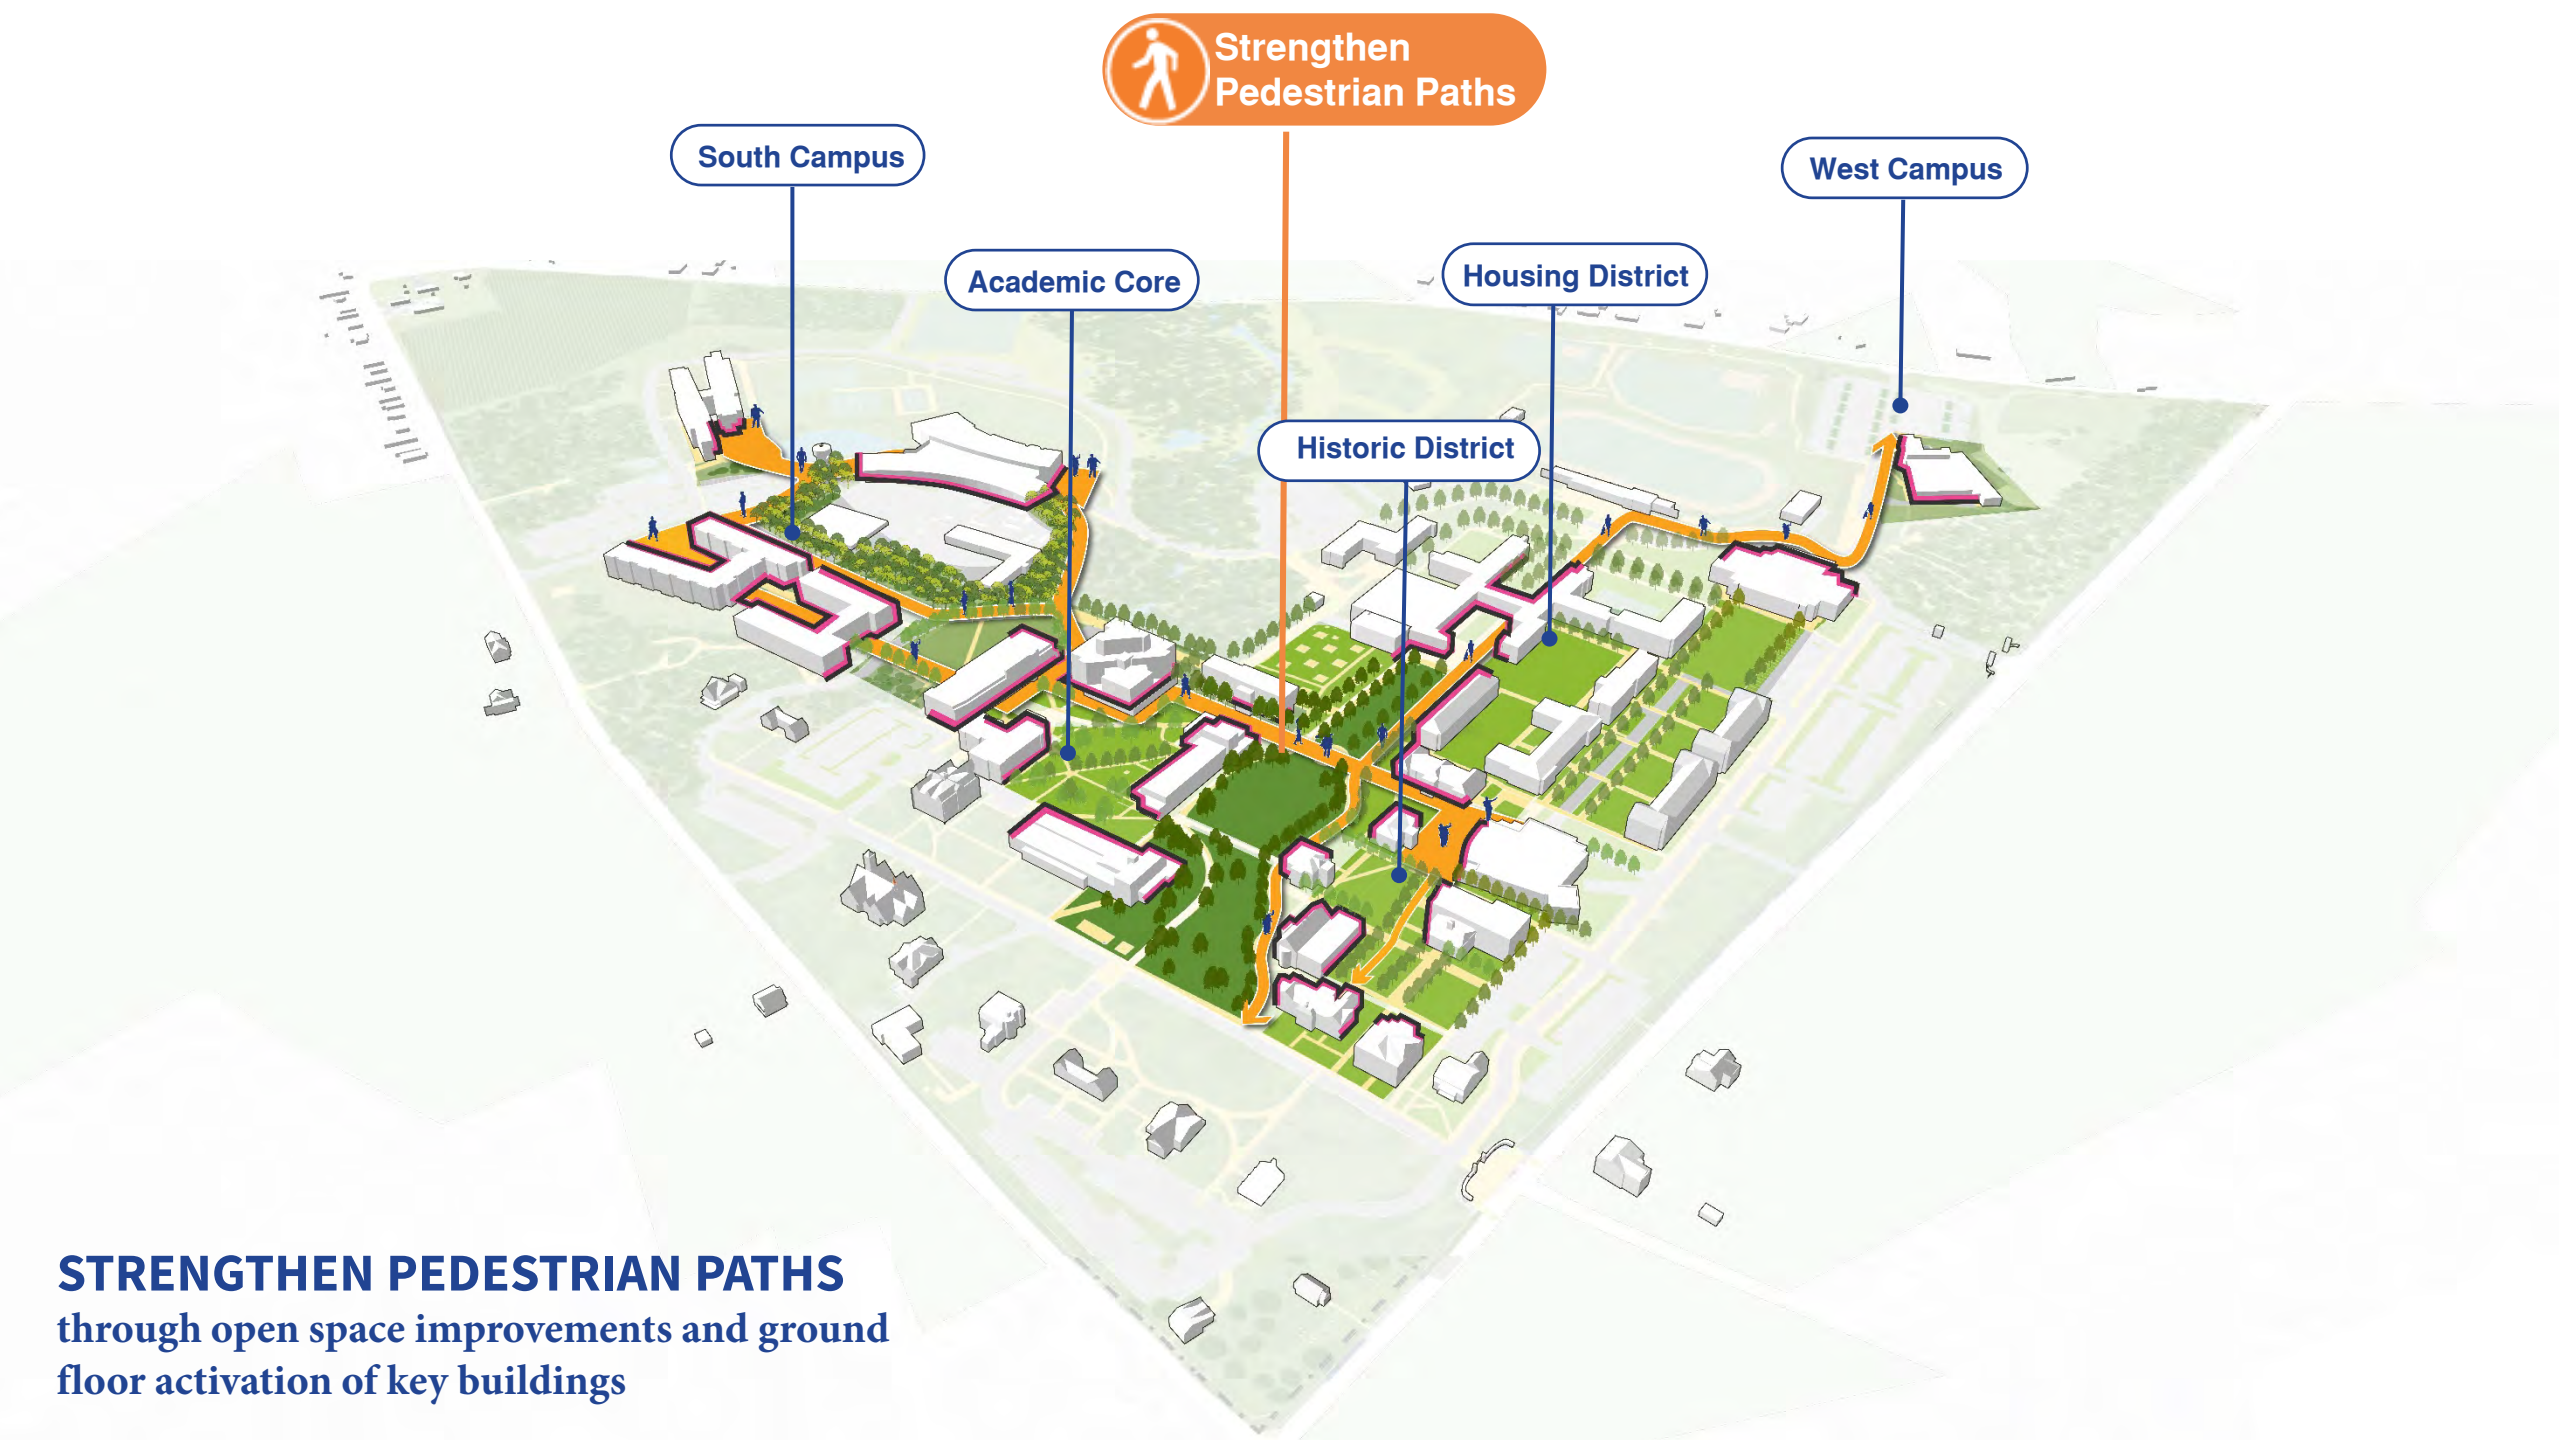 Strengthen
Pedestrian Paths
South Campus
West Campus
Academic Core
Housing District
Historic District
STRENGTHEN PEDESTRIAN PATHS
through open space improvements and ground
floor activation of key buildings